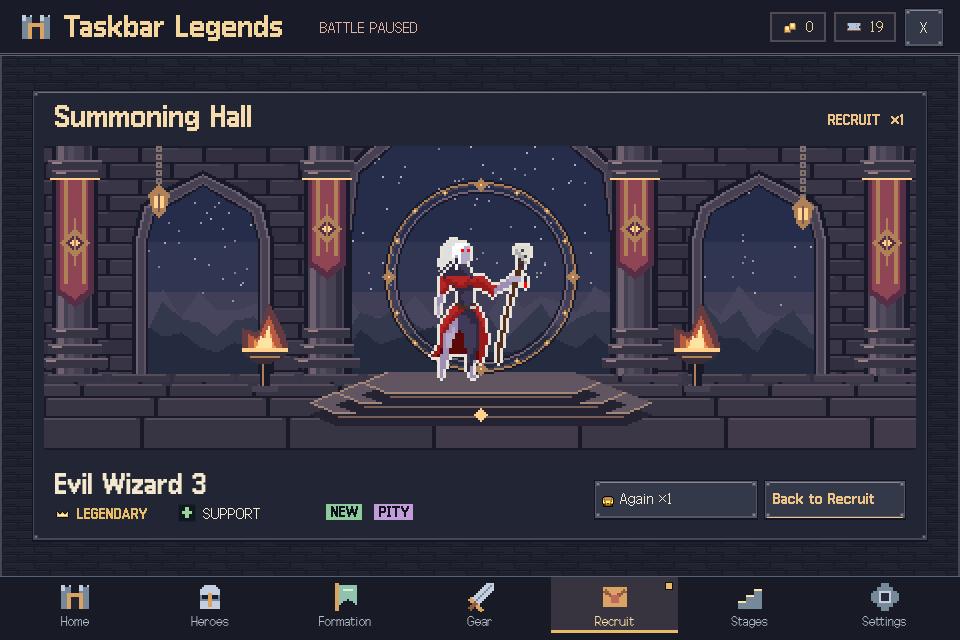 Taskbar Legends
BATTLE PAUSED
0
19
X
Summoning Hall
RECRUIT ×1
Evil Wizard 3
LEGENDARY
SUPPORT
NEW
PITY
Again ×1
Back to Recruit
Home
Heroes
Formation
Gear
Recruit
Stages
Settings